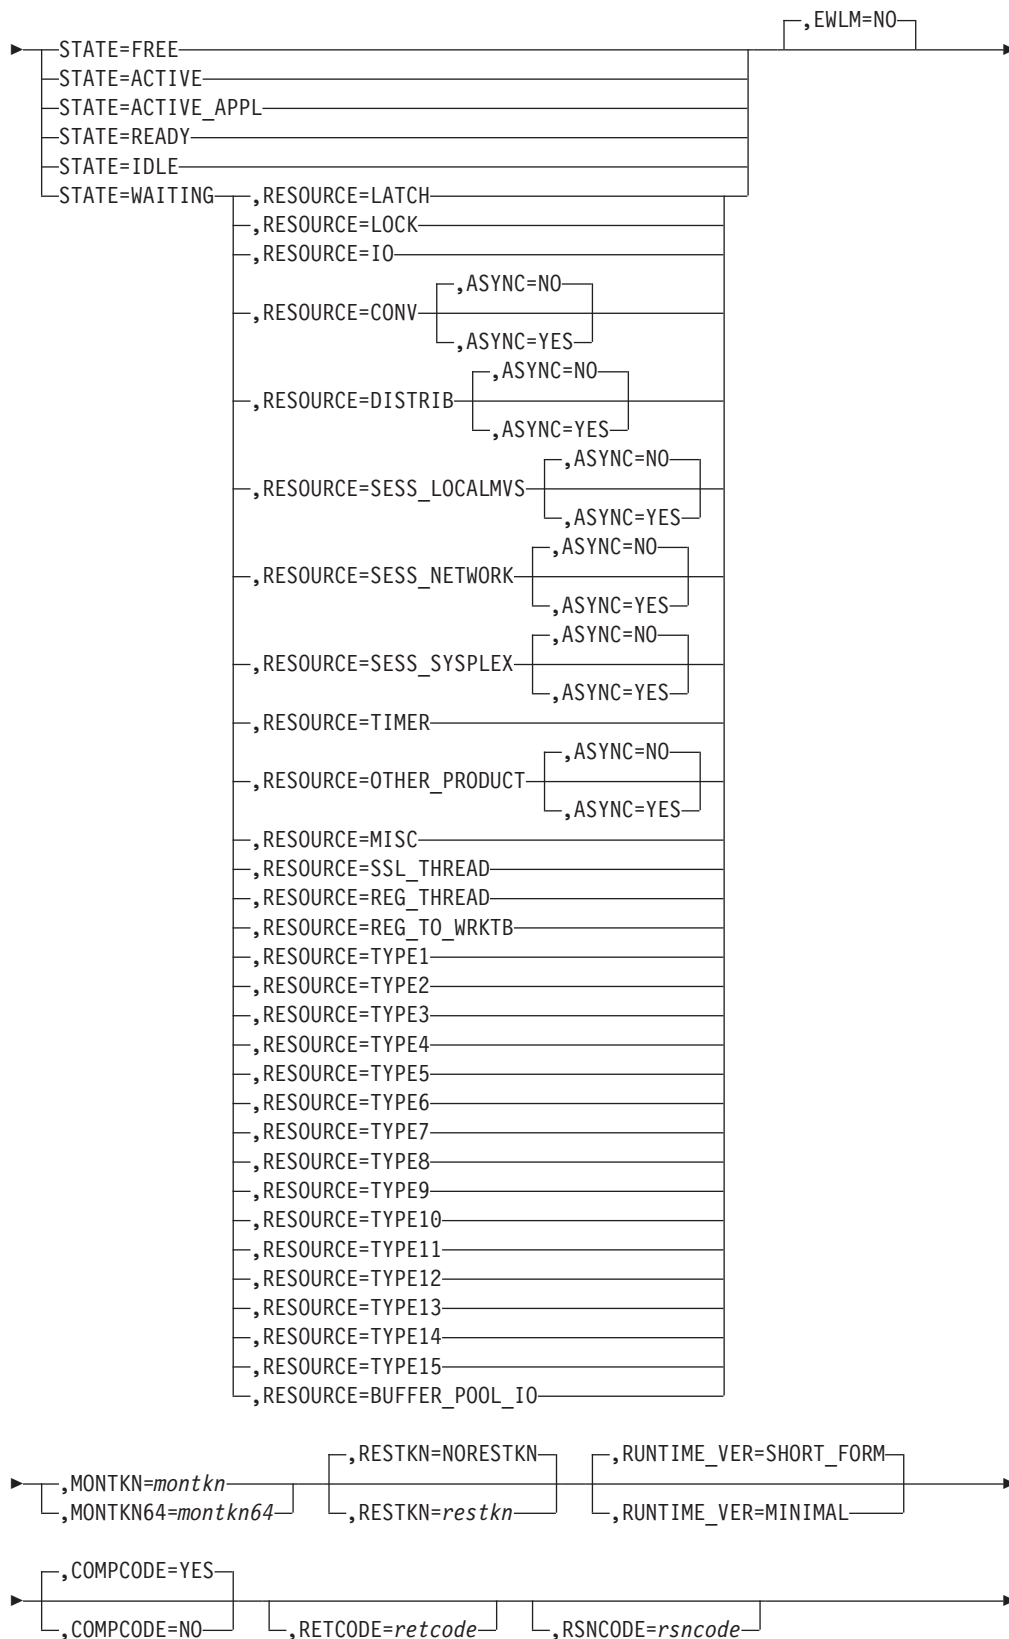 ,EWLM=NO
STATE=FREE
STATE=ACTIVE
STATE=ACTIVE_APPL
STATE=READY
STATE=IDLE
STATE=WAITING ,RESOURCE=LATCH
,RESOURCE=LOCK
,RESOURCE=IO
,ASYNC=NO
,RESOURCE=CONV
,ASYNC=YES
,ASYNC=NO
,RESOURCE=DISTRIB
,ASYNC=YES
,ASYNC=NO
,RESOURCE=SESS_LOCALMVS
,ASYNC=YES
,ASYNC=NO
,RESOURCE=SESS_NETWORK
,ASYNC=YES
,ASYNC=NO
,RESOURCE=SESS_SYSPLEX
,ASYNC=YES
,RESOURCE=TIMER
,ASYNC=NO
,RESOURCE=OTHER_PRODUCT
,ASYNC=YES
,RESOURCE=MISC
,RESOURCE=SSL_THREAD
,RESOURCE=REG_THREAD
,RESOURCE=REG_TO_WRKTB
,RESOURCE=TYPE1
,RESOURCE=TYPE2
,RESOURCE=TYPE3
,RESOURCE=TYPE4
,RESOURCE=TYPE5
,RESOURCE=TYPE6
,RESOURCE=TYPE7
,RESOURCE=TYPE8
,RESOURCE=TYPE9
,RESOURCE=TYPE10
,RESOURCE=TYPE11
,RESOURCE=TYPE12
,RESOURCE=TYPE13
,RESOURCE=TYPE14
,RESOURCE=TYPE15
,RESOURCE=BUFFER_POOL_IO
,RESTKN=NORESTKN ,RUNTIME_VER=SHORT_FORM
,MONTKN=montkn
,MONTKN64=montkn64 ,RESTKN=restkn ,RUNTIME_VER=MINIMAL
,COMPCODE=YES
,COMPCODE=NO ,RETCODE=retcode ,RSNCODE=rsncode